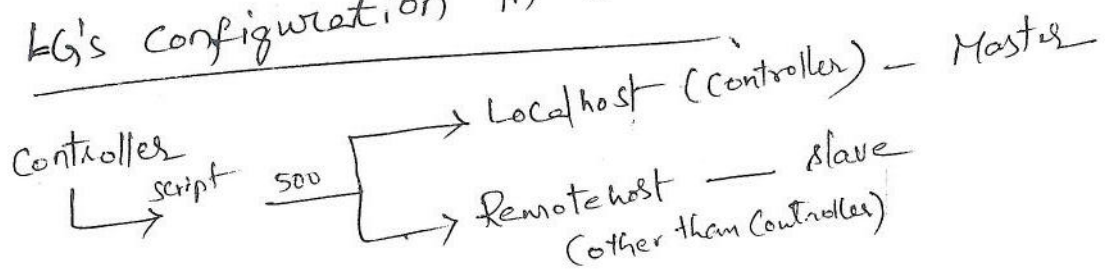 LG's configuration
Localhost (Controller) - Master
Controller
script 500
Remotehost — slave
(other than Controller)